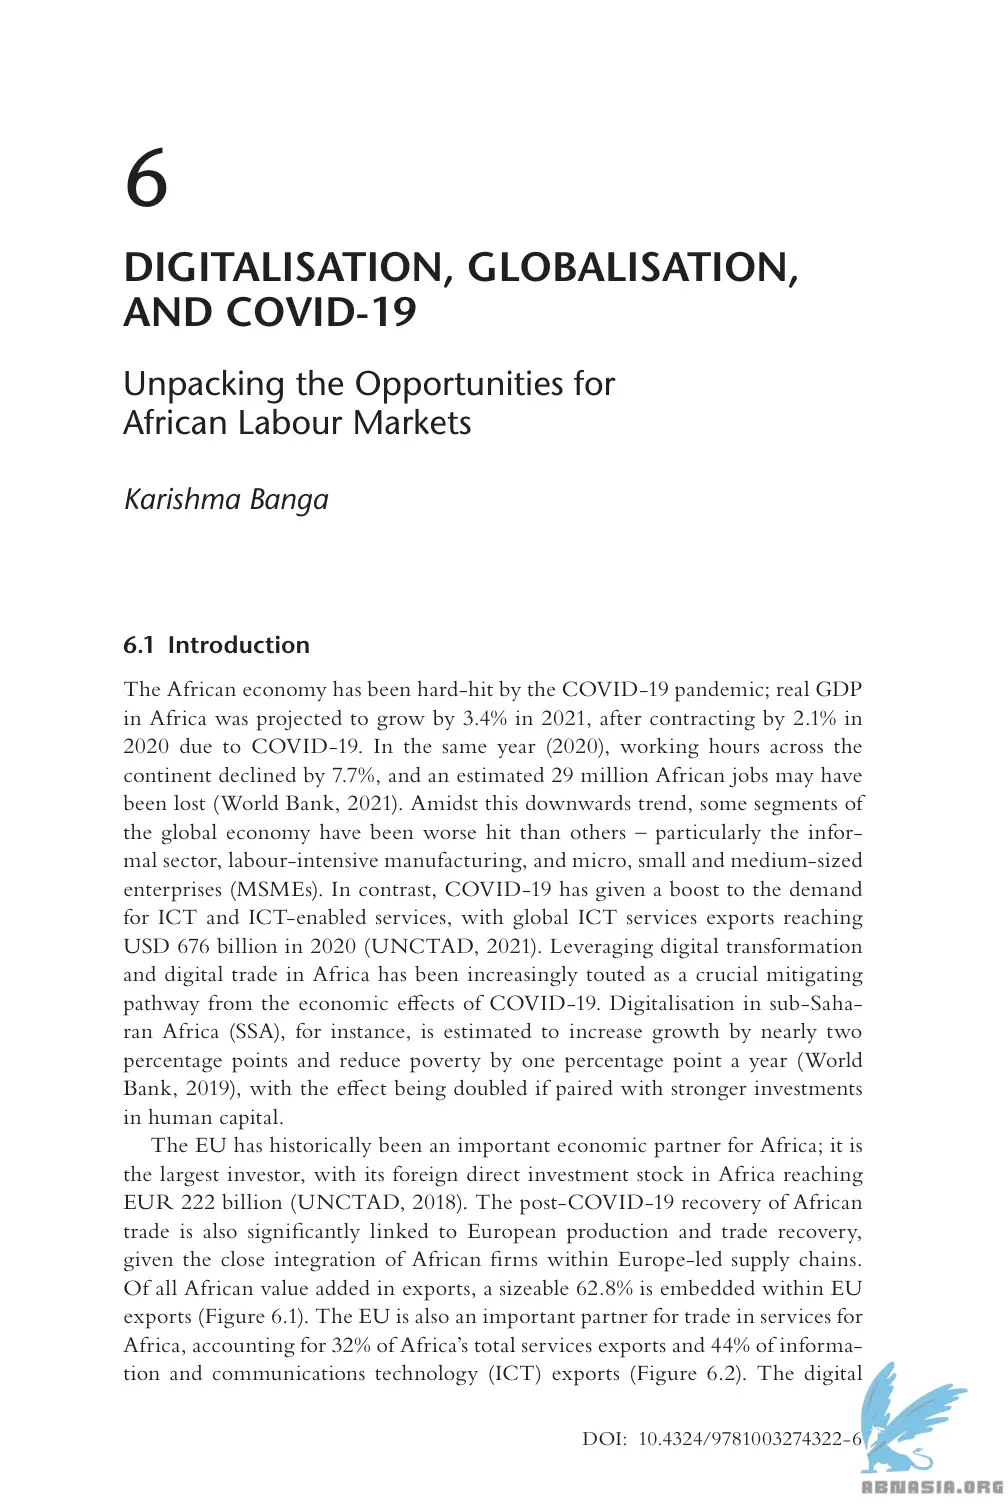 6
DIGITALISATION, GLOBALISATION,
AND COVID-19
Unpacking the Opportunities for
African Labour Markets
Karishma Banga
6.1 Introduction
The African economy has been hard-hit by the COVID-19 pandemic; real GDP
in Africa was projected to grow by 3.4% in 2021, after contracting by 2.1% in
2020 due to COVID-19. In the same year (2020), working hours across the
continent declined by 7.7%, and an estimated 29 million African jobs may have
been lost (World Bank, 2021). Amidst this downwards trend, some segments of
the global economy have been worse hit than others – particularly the infor-
mal sector, labour-intensive manufacturing, and micro, small and medium-sized
enterprises (MSMEs). In contrast, COVID-19 has given a boost to the demand
for ICT and ICT-enabled services, with global ICT services exports reaching
USD 676 billion in 2020 (UNCTAD, 2021). Leveraging digital transformation
and digital trade in Africa has been increasingly touted as a crucial mitigating
pathway from the economic effects of COVID-19. Digitalisation in sub-Saha-
ran Africa (SSA), for instance, is estimated to increase growth by nearly two
percentage points and reduce poverty by one percentage point a year (World
Bank, 2019), with the effect being doubled if paired with stronger investments
in human capital.
The EU has historically been an important economic partner for Africa; it is
the largest investor, with its foreign direct investment stock in Africa reaching
EUR 222 billion (UNCTAD, 2018). The post-COVID-19 recovery of African
trade is also significantly linked to European production and trade recovery,
given the close integration of African firms within Europe-led supply chains.
Of all African value added in exports, a sizeable 62.8% is embedded within EU
exports (Figure 6.1). The EU is also an important partner for trade in services for
Africa, accounting for 32% of Africa's total services exports and 44% of informa-
tion and communications technology (ICT) exports (Figure 6.2). The digital
DOI: 10.4324/9781003274322-6
ABNASIA.ORG